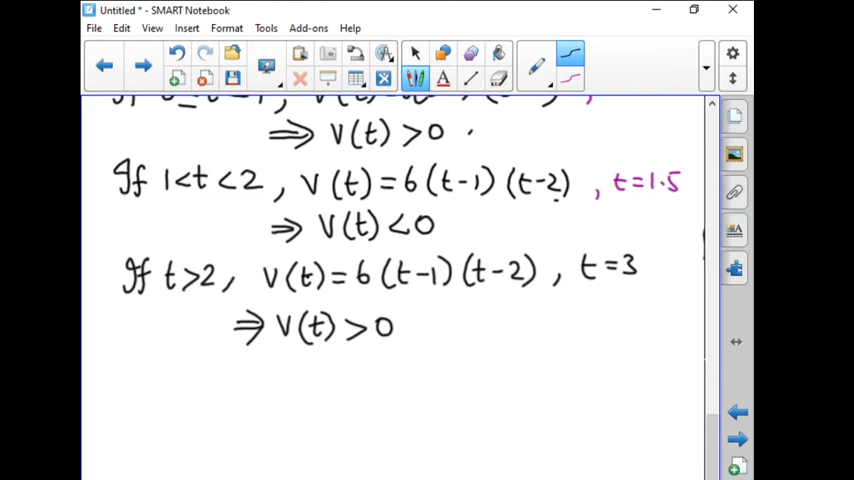 Untitled * - SMART Notebook
File Edit View Insert Format Tools Add-ons Help
⇒ V(t) > 0 .
If 1<t<2 , V(t) = 6(t-1)(t-2) , t=1.5
⇒ V(t) < 0
If t>2 , V(t) = 6(t-1)(t-2) , t=3
⇒ V(t) > 0